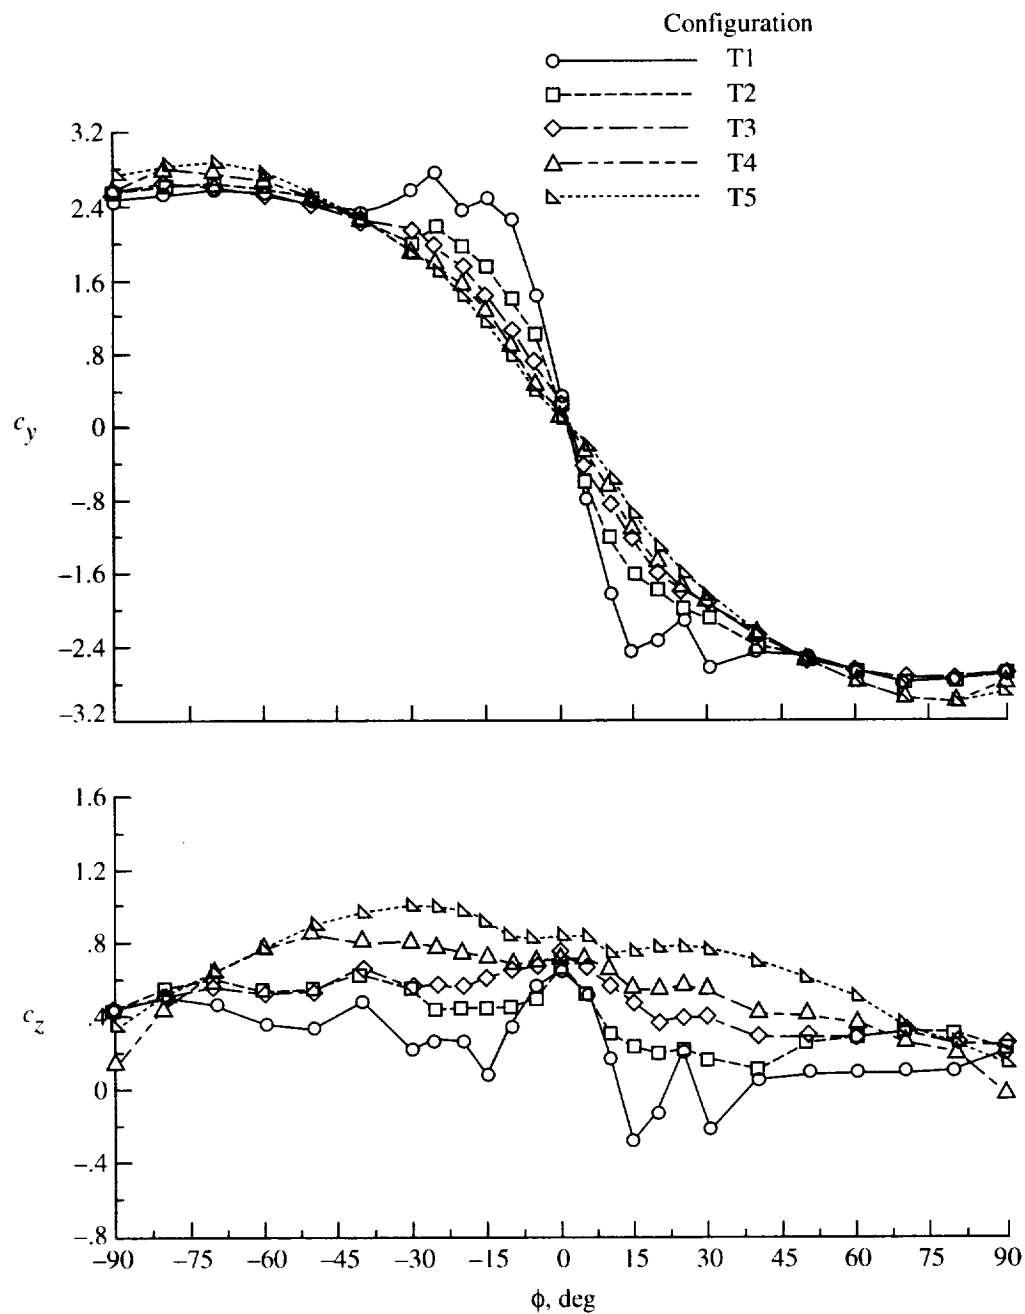 Configuration
T1
T2
T3
T4
T5
3.2
2.4
1.6
.8
0
–.8
–1.6
–2.4
–3.2
c_y
1.6
1.2
.8
.4
0
–.4
–.8
c_z
–90 –75 –60 –45 –30 –15 0 15 30 45 60 75 90
ϕ, deg